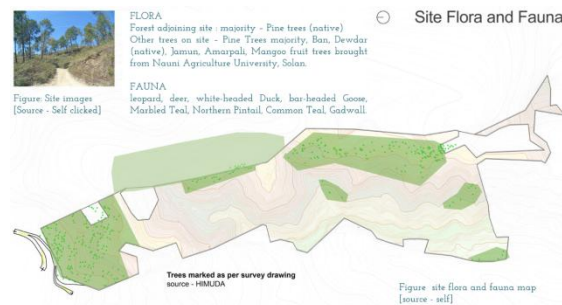 Site Flora and Fauna
FLORA
Forest adjoining site : majority – Pine trees (native)
Other trees on site – Pine Trees majority, Ban, Dewdar
(native), Jamun, Amarpali, Mangoo fruit trees brought
from Nauni Agriculture University, Solan.
FAUNA
leopard, deer, white-headed Duck, bar-headed Goose,
Marbled Teal, Northern Pintail, Common Teal, Gadwall
Figure: Site images
[Source - Self clicked]
Trees marked as per survey drawing
source - HIMUDA
Figure site flora and fauna map
[source - self]